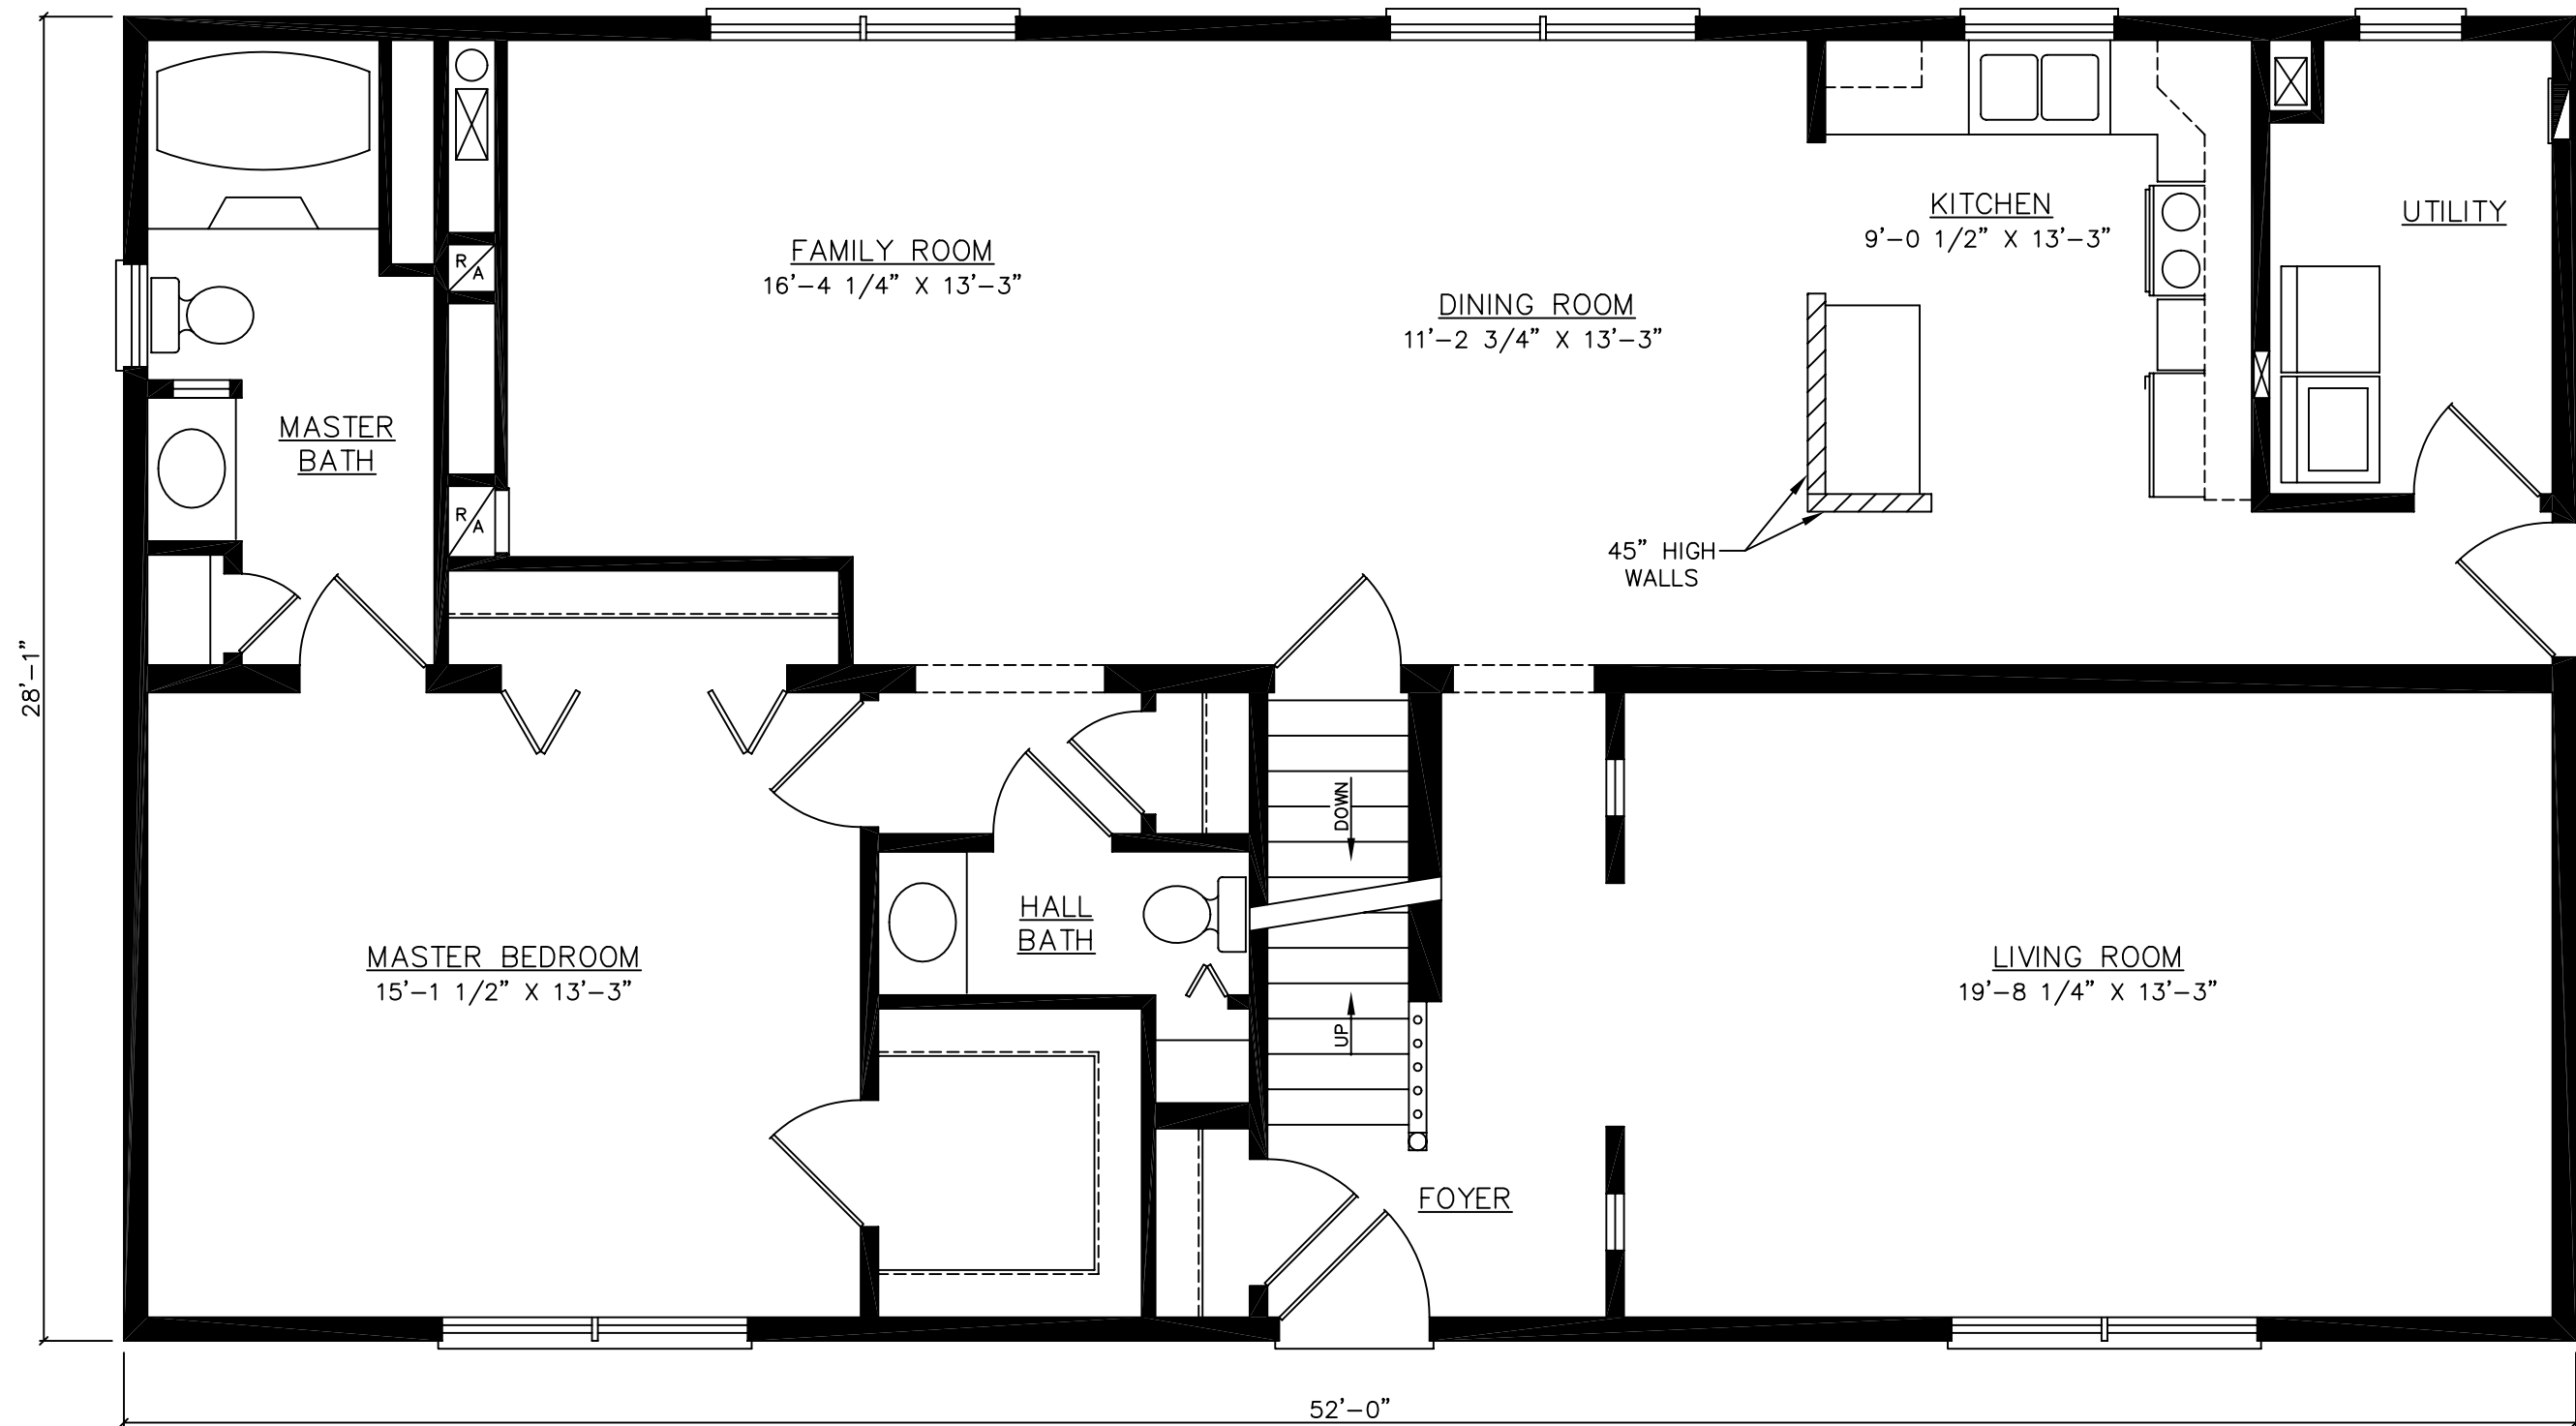 FAMILY ROOM
16'-4 1/4" X 13'-3"
DINING ROOM
11'-2 3/4" X 13'-3"
KITCHEN
9'-0 1/2" X 13'-3"
UTILITY
R
A
R
A
MASTER
BATH
45" HIGH
WALLS
28'-1"
DOWN
HALL
BATH
UP
MASTER BEDROOM
15'-1 1/2" X 13'-3"
LIVING ROOM
19'-8 1/4" X 13'-3"
FOYER
52'-0"